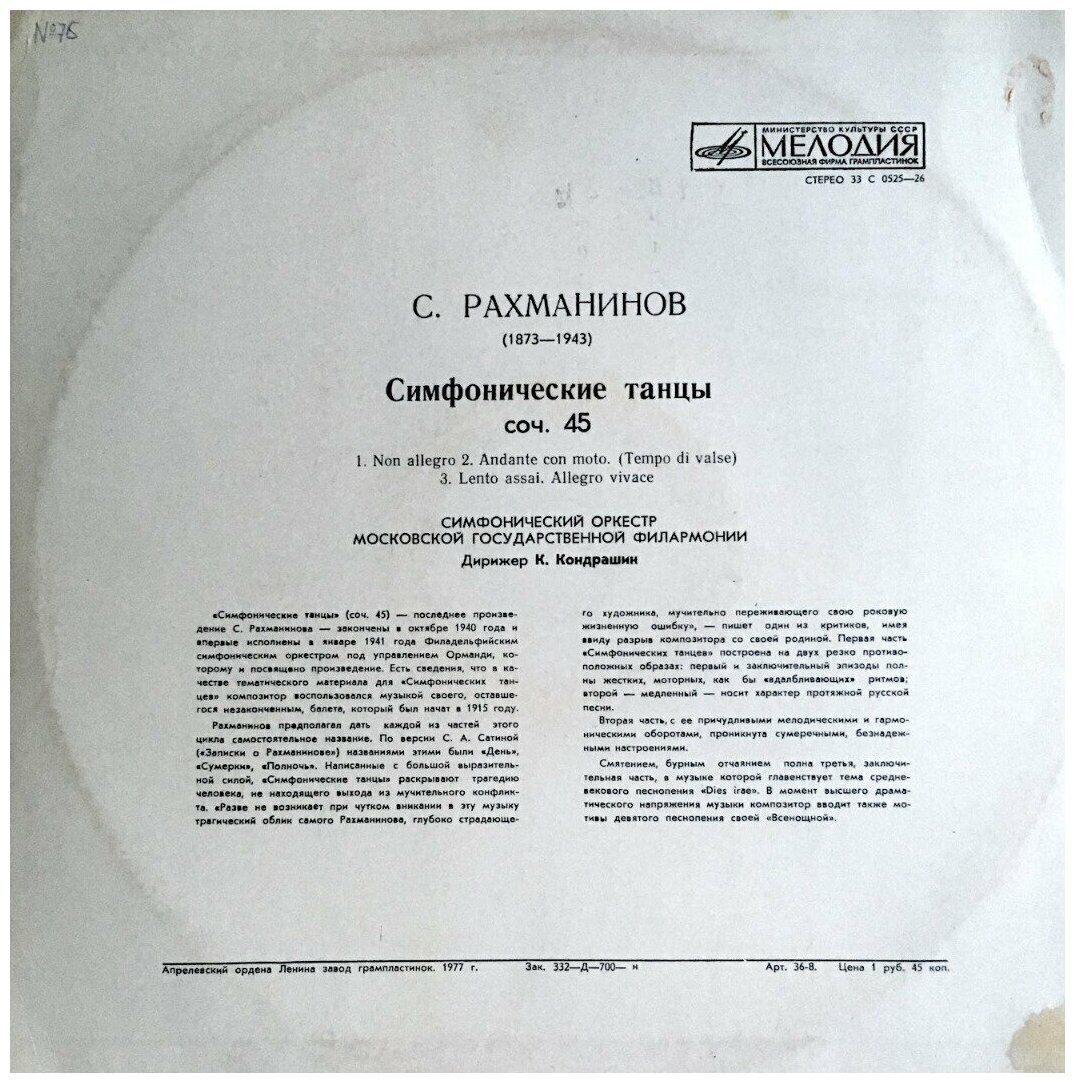 №76
МИНИСТЕРСТВО КУЛЬТУРЫ СССР
МЕЛОДИЯ
ВСЕСОЮЗНАЯ ФИРМА ГРАМПЛАСТИНОК
СТЕРЕО 33 С 0525—26
С. РАХМАНИНОВ
(1873—1943)
Симфонические танцы
соч. 45
1. Non allegro 2. Andante con moto. (Tempo di valse)
3. Lento assai. Allegro vivace
СИМФОНИЧЕСКИЙ ОРКЕСТР
МОСКОВСКОЙ ГОСУДАРСТВЕННОЙ ФИЛАРМОНИИ
Дирижер К. Кондрашин
«Симфонические танцы» (соч. 45) — последнее произве-
дение С. Рахманинова — закончены в октябре 1940 года и
впервые исполнены в январе 1941 года Филадельфийским
симфоническим оркестром под управлением Орманди, ко-
торому и посвящено произведение. Есть сведения, что в ка-
честве тематического материала для «Симфонических тан-
цев» композитор воспользовался музыкой своего, оставше-
гося незаконченным, балета, который был начат в 1915 году.
Рахманинов предполагал дать каждой из частей этого
цикла самостоятельное название. По версии С. А. Сатиной
(«Записки о Рахманинове») названиями этими были «День»,
«Сумерки», «Полночь». Написанные с большой выразитель-
ной силой, «Симфонические танцы» раскрывают трагедию
человека, не находящего выхода из мучительного конфлик-
та. «Разве не возникает при чутком вникании в эту музыку
трагический облик самого Рахманинова, глубоко страдающе-
го художника, мучительно переживающего свою роковую
жизненную ошибку», — пишет один из критиков, имея
ввиду разрыв композитора со своей родиной. Первая часть
«Симфонических танцев» построена на двух резко противо-
положных образах: первый и заключительный эпизоды пол-
ны жестких, моторных, как бы «вдалбливающих» ритмов;
второй — медленный — носит характер протяжной русской
песни.
Вторая часть, с ее причудливыми мелодическими и гармо-
ническими оборотами, проникнута сумеречными, безнадеж-
ными настроениями.
Смятением, бурным отчаянием полна третья, заключи-
тельная часть, в музыке которой главенствует тема средне-
векового песнопения «Dies irae». В момент высшего драма-
тического напряжения музыки композитор вводит также мо-
тивы девятого песнопения своей «Всенощной».
Апрелевский ордена Ленина завод грампластинок. 1977 г. Зак. 332—Д—700— н Арт. 36-8. Цена 1 руб. 45 коп.